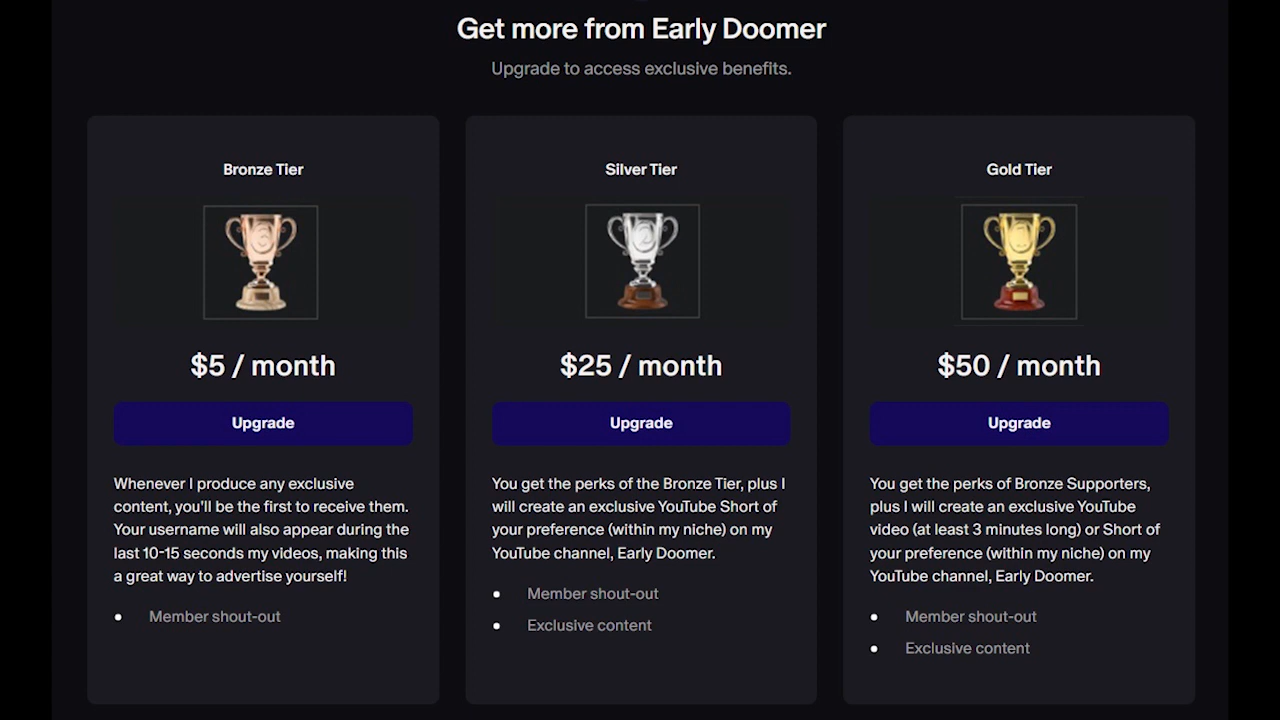 Get more from Early Doomer
Upgrade to access exclusive benefits.
Bronze Tier
3
$5 / month
Upgrade
Whenever I produce any exclusive
content, you'll be the first to receive them.
Your username will also appear during the
last 10-15 seconds my videos, making this
a great way to advertise yourself!
• Member shout-out
Silver Tier
2
$25 / month
Upgrade
You get the perks of the Bronze Tier, plus I
will create an exclusive YouTube Short of
your preference (within my niche) on my
YouTube channel, Early Doomer.
• Member shout-out
• Exclusive content
Gold Tier
1
$50 / month
Upgrade
You get the perks of Bronze Supporters,
plus I will create an exclusive YouTube
video (at least 3 minutes long) or Short of
your preference (within my niche) on my
YouTube channel, Early Doomer.
• Member shout-out
• Exclusive content